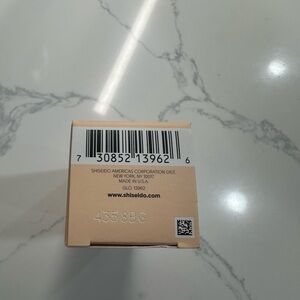 7 30852 13962 6
SHISEIDO AMERICAS CORPORATION DIST.
NEW YORK, NY 10017.
MADE IN U.S.A.
GLO. 13962
www.shiseido.com